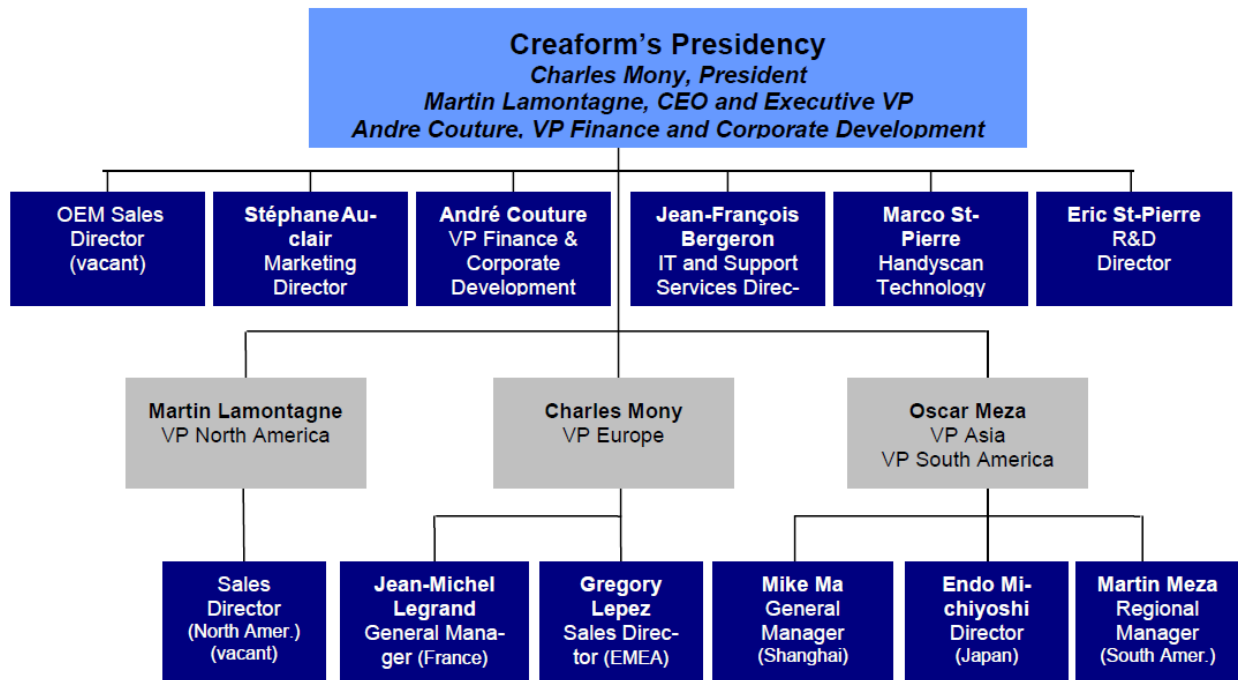 Creaform's Presidency
Charles Mony, President
Martin Lamontagne, CEO and Executive VP
Andre Couture, VP Finance and Corporate Development
OEM Sales
Director
(vacant)
Stéphane Au-
clair
Marketing
Director
André Couture
VP Finance &
Corporate
Development
Jean-François
Bergeron
IT and Support
Services Direc-
Marco St-
Pierre
Handyscan
Technology
Eric St-Pierre
R&D
Director
Martin Lamontagne
VP North America
Charles Mony
VP Europe
Oscar Meza
VP Asia
VP South America
Sales
Director
(North Amer.)
(vacant)
Jean-Michel
Legrand
General Mana-
ger (France)
Gregory
Lepez
Sales Direc-
tor (EMEA)
Mike Ma
General
Manager
(Shanghai)
Endo Mi-
chiyoshi
Director
(Japan)
Martin Meza
Regional
Manager
(South Amer.)